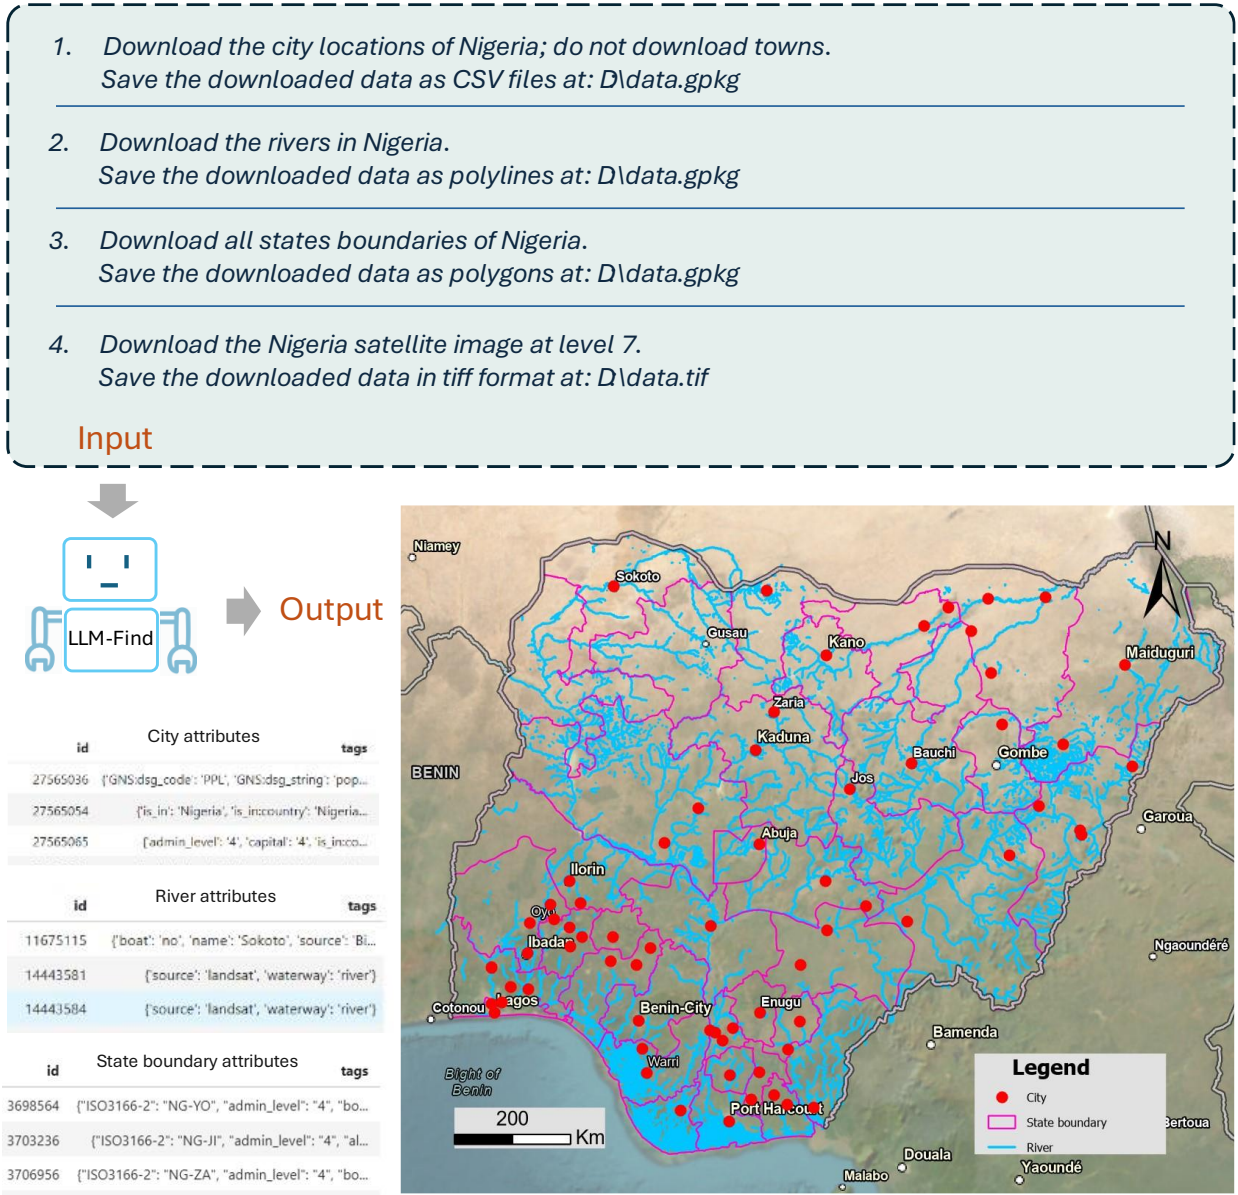 1. Download the city locations of Nigeria; do not download towns.
Save the downloaded data as CSV files at: D:\data.gpkg
2. Download the rivers in Nigeria.
Save the downloaded data as polylines at: D:\data.gpkg
3. Download all states boundaries of Nigeria.
Save the downloaded data as polygons at: D:\data.gpkg
4. Download the Nigeria satellite image at level 7.
Save the downloaded data in tiff format at: D:\data.tif
Input
LLM-Find
Output
City attributes
id tags
27565036 {'GNS:dsg_code': 'PPL', 'GNS:dsg_string': 'pop...
27565054 {'is_in': 'Nigeria', 'is_in:country': 'Nigeria...
27565065 {'admin_level': '4', 'capital': '4', 'is_in:co...
River attributes
id tags
11675115 {'boat': 'no', 'name': 'Sokoto', 'source': 'Bi...
14443581 {'source': 'landsat', 'waterway': 'river'}
14443584 {'source': 'landsat', 'waterway': 'river'}
State boundary attributes
id tags
3698564 {"ISO3166-2": "NG-YO", "admin_level": "4", "bo...
3703236 {"ISO3166-2": "NG-JI", "admin_level": "4", "al...
3706956 {"ISO3166-2": "NG-ZA", "admin_level": "4", "bo...
Niamey
N
Sokoto
Gusau
Kano
Maiduguri
Zaria
Kaduna
BENIN
Bauchi
Gombe
Jos
Garoua
Abuja
Ilorin
Oyo
Ibadan
Ngaoundéré
Lagos
Cotonou
Benin-City
Enugu
Bamenda
Warri
Bight of
Benin
Port Harcourt
200
Km
Legend
City
State boundary
River
Bertoua
Douala
Malabo
Yaoundé